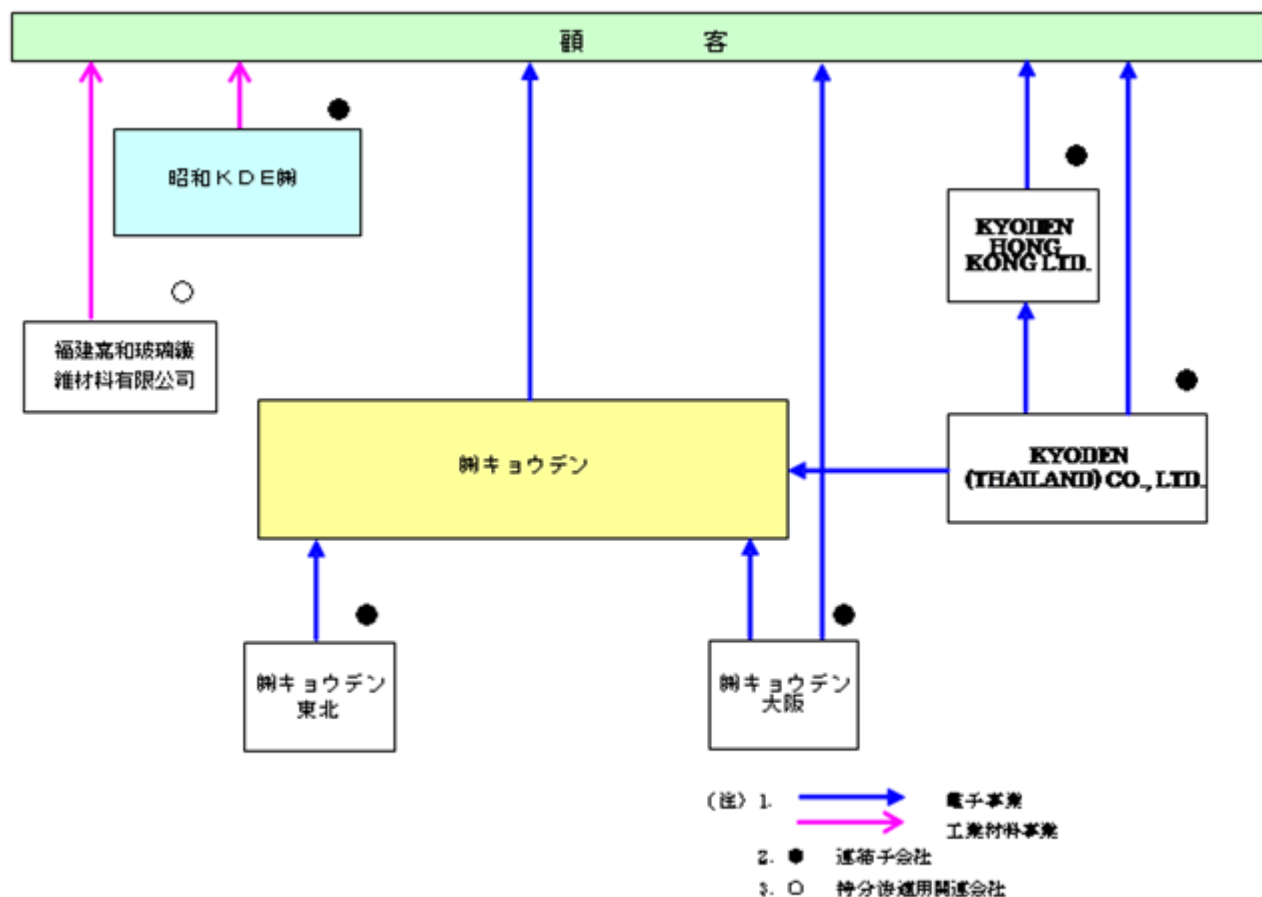 顧 客
昭和ＫＤＥ㈱
KYODEN
HONG
KONG LTD.
福建嘉和玻璃繊
維材料有限公司
㈱キョウデン
KYODEN
(THAILAND) CO., LTD.
㈱キョウデン
東北
㈱キョウデン
大阪
（注）1. 電子事業
工業材料事業
2. ● 連結子会社
3. ○ 持分法適用関連会社